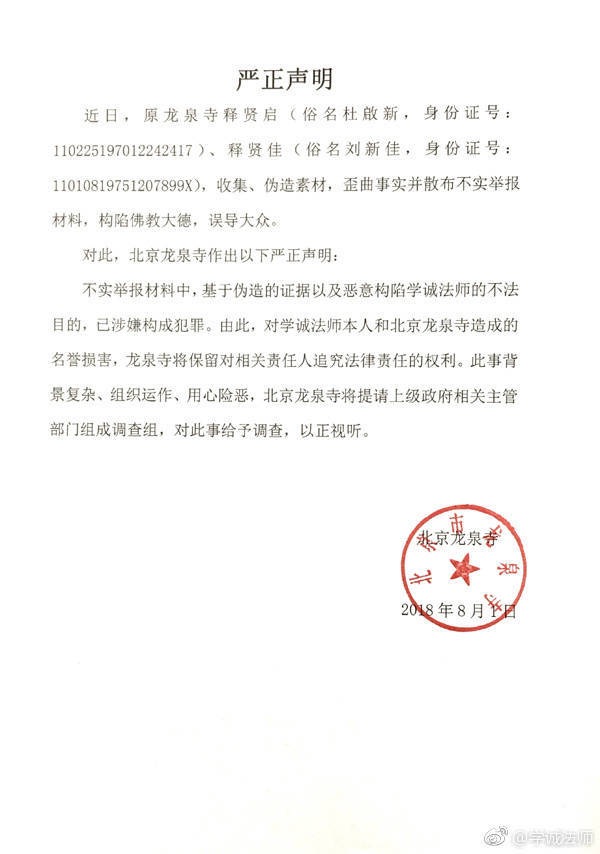 严正声明
近日，原龙泉寺释贤启（俗名杜啟新，身份证号：
110225197012242417）、释贤佳（俗名刘新佳，身份证号：
11010819751207899X），收集、伪造素材，歪曲事实并散布不实举报
材料，构陷佛教大德，误导大众。
对此，北京龙泉寺作出以下严正声明：
不实举报材料中，基于伪造的证据以及恶意构陷学诚法师的不法
目的，已涉嫌构成犯罪。由此，对学诚法师本人和北京龙泉寺造成的
名誉损害，龙泉寺将保留对相关责任人追究法律责任的权利。此事背
景复杂、组织运作、用心险恶，北京龙泉寺将提请上级政府相关主管
部门组成调查组，对此事给予调查，以正视听。
北京龙泉寺
北京市龙泉寺
2018年8月1日
@学诚法师